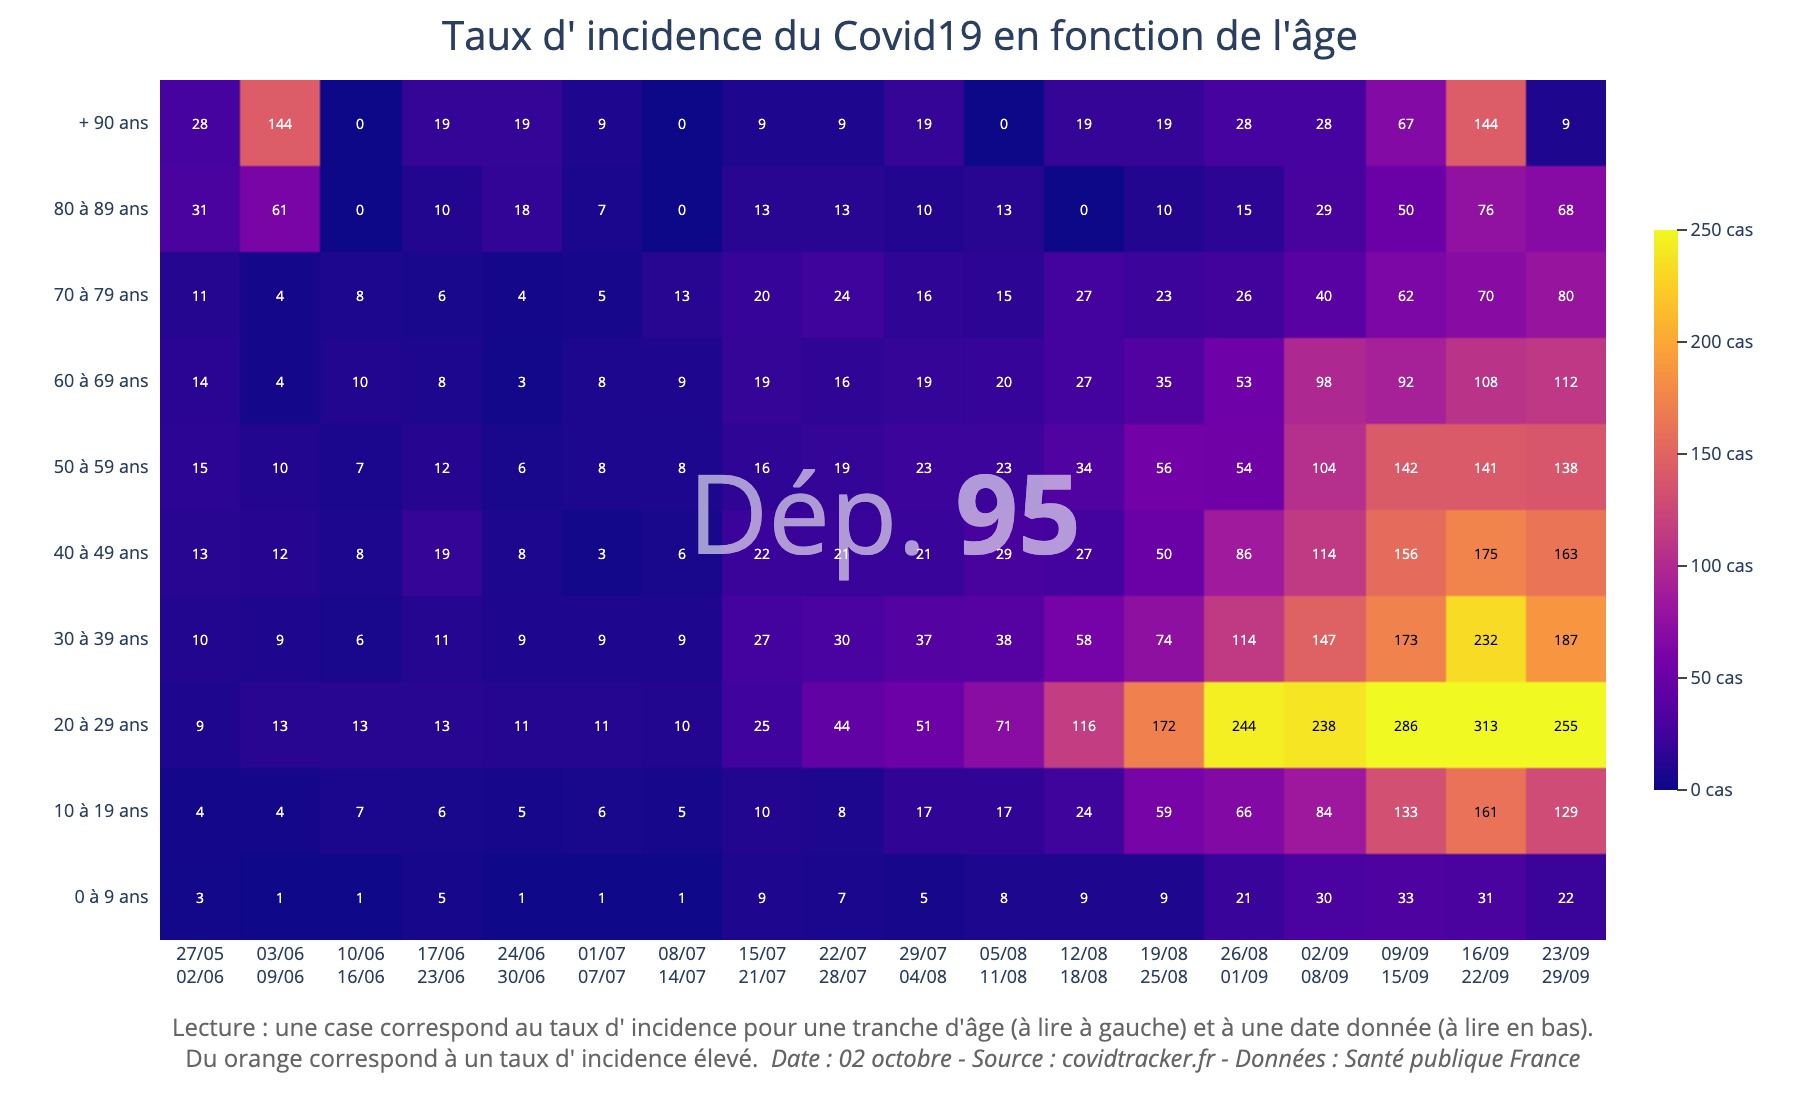 Taux d' incidence du Covid19 en fonction de l'âge
+ 90 ans 28 144 0 19 19 9 0 9 9 19 0 19 19 28 28 67 144 9
80 à 89 ans 31 61 0 10 18 7 0 13 13 10 13 0 10 15 29 50 76 68
250 cas
70 à 79 ans 11 4 8 6 4 5 13 20 24 16 15 27 23 26 40 62 70 80
200 cas
60 à 69 ans 14 4 10 8 3 8 9 19 16 19 20 27 35 53 98 92 108 112
150 cas
50 à 59 ans 15 10 7 12 6 8 8 16 19 23 23 34 56 54 104 142 141 138
Dép. 95
40 à 49 ans 13 12 8 19 8 3 6 22 21 21 29 27 50 86 114 156 175 163
100 cas
30 à 39 ans 10 9 6 11 9 9 9 27 30 37 38 58 74 114 147 173 232 187
50 cas
20 à 29 ans 9 13 13 13 11 11 10 25 44 51 71 116 172 244 238 286 313 255
0 cas
10 à 19 ans 4 4 7 6 5 6 5 10 8 17 17 24 59 66 84 133 161 129
0 à 9 ans 3 1 1 5 1 1 1 9 7 5 8 9 9 21 30 33 31 22
27/05 03/06 10/06 17/06 24/06 01/07 08/07 15/07 22/07 29/07 05/08 12/08 19/08 26/08 02/09 09/09 16/09 23/09
02/06 09/06 16/06 23/06 30/06 07/07 14/07 21/07 28/07 04/08 11/08 18/08 25/08 01/09 08/09 15/09 22/09 29/09
Lecture : une case correspond au taux d' incidence pour une tranche d'âge (à lire à gauche) et à une date donnée (à lire en bas).
Du orange correspond à un taux d' incidence élevé. Date : 02 octobre - Source : covidtracker.fr - Données : Santé publique France